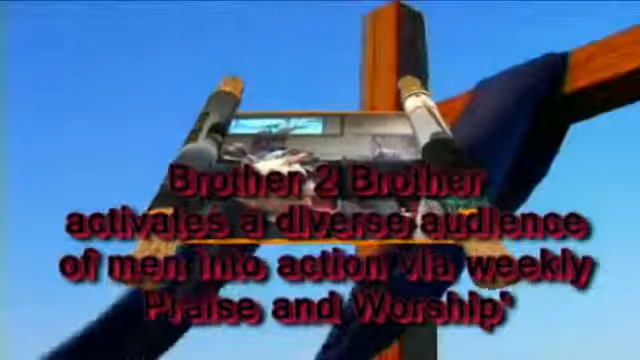 Brother 2 Brother
activates a diverse audience
of men into action via weekly
Praise and Worship"